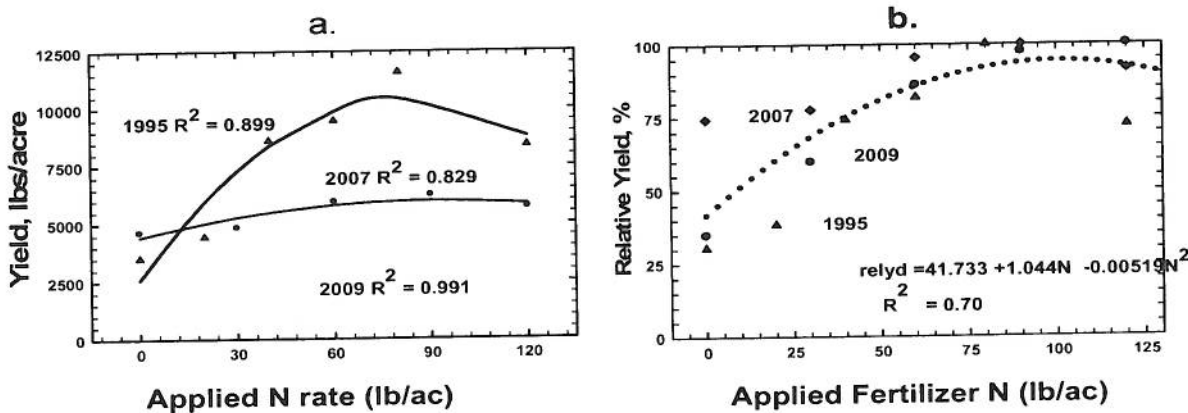 a.
12500
10000
7500
5000
2500
0
Yield, lbs/acre
1995 R2 = 0.899
2007 R2 = 0.829
2009 R2 = 0.991
0 30 60 90 120
Applied N rate (lb/ac)
b.
100
75
50
25
0
Relative Yield, %
2007
2009
1995
relyd =41.733 +1.044N -0.00519N2
R2 = 0.70
0 25 50 75 100 125
Applied Fertilizer N (lb/ac)